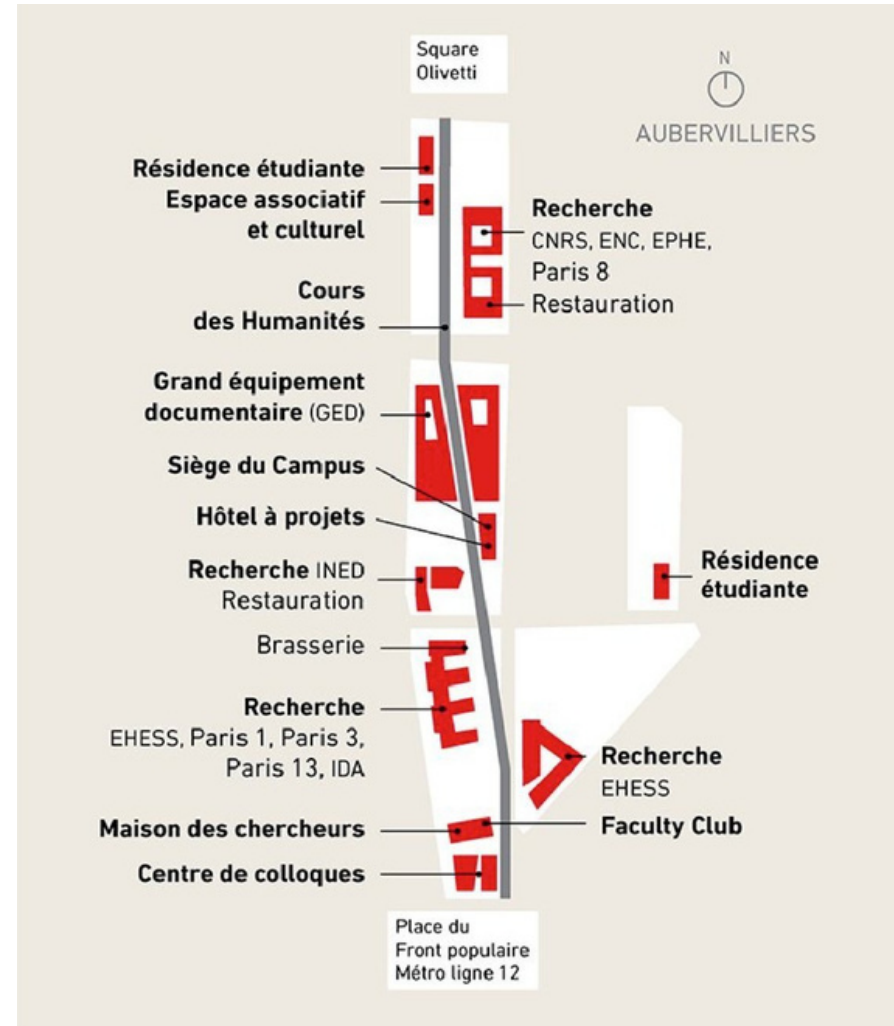 Square
Olivetti
N
AUBERVILLIERS
Résidence étudiante
Espace associatif
et culturel
Recherche
CNRS, ENC, EPHE,
Paris 8
Restauration
Cours
des Humanités
Grand équipement
documentaire (GED)
Siège du Campus
Hôtel à projets
Recherche INED
Restauration
Résidence
étudiante
Brasserie
Recherche
EHESS, Paris 1, Paris 3,
Paris 13, IDA
Recherche
EHESS
Maison des chercheurs
Faculty Club
Centre de colloques
Place du
Front populaire
Métro ligne 12